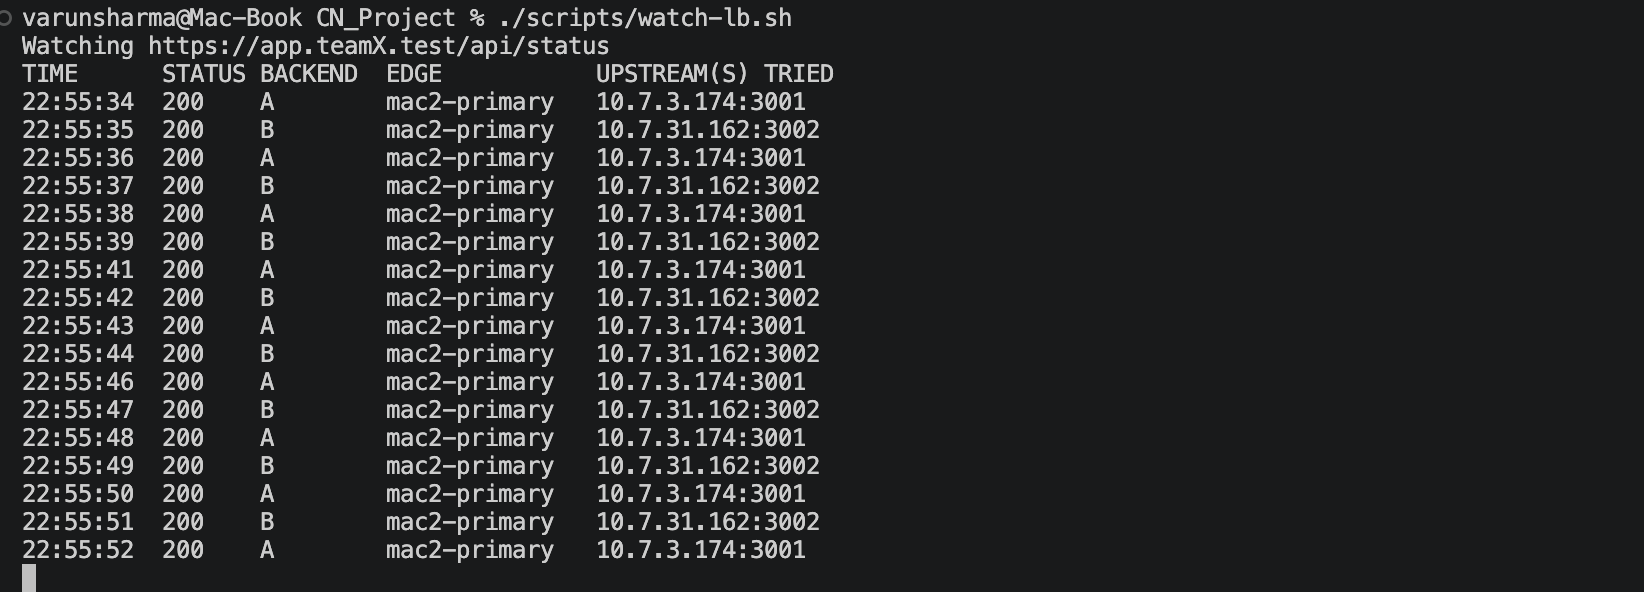 varunsharma@Mac-Book CN_Project % ./scripts/watch-lb.sh
Watching https://app.teamX.test/api/status
TIME      STATUS BACKEND  EDGE           UPSTREAM(S) TRIED
22:55:34  200    A        mac2-primary   10.7.3.174:3001
22:55:35  200    B        mac2-primary   10.7.31.162:3002
22:55:36  200    A        mac2-primary   10.7.3.174:3001
22:55:37  200    B        mac2-primary   10.7.31.162:3002
22:55:38  200    A        mac2-primary   10.7.3.174:3001
22:55:39  200    B        mac2-primary   10.7.31.162:3002
22:55:41  200    A        mac2-primary   10.7.3.174:3001
22:55:42  200    B        mac2-primary   10.7.31.162:3002
22:55:43  200    A        mac2-primary   10.7.3.174:3001
22:55:44  200    B        mac2-primary   10.7.31.162:3002
22:55:46  200    A        mac2-primary   10.7.3.174:3001
22:55:47  200    B        mac2-primary   10.7.31.162:3002
22:55:48  200    A        mac2-primary   10.7.3.174:3001
22:55:49  200    B        mac2-primary   10.7.31.162:3002
22:55:50  200    A        mac2-primary   10.7.3.174:3001
22:55:51  200    B        mac2-primary   10.7.31.162:3002
22:55:52  200    A        mac2-primary   10.7.3.174:3001